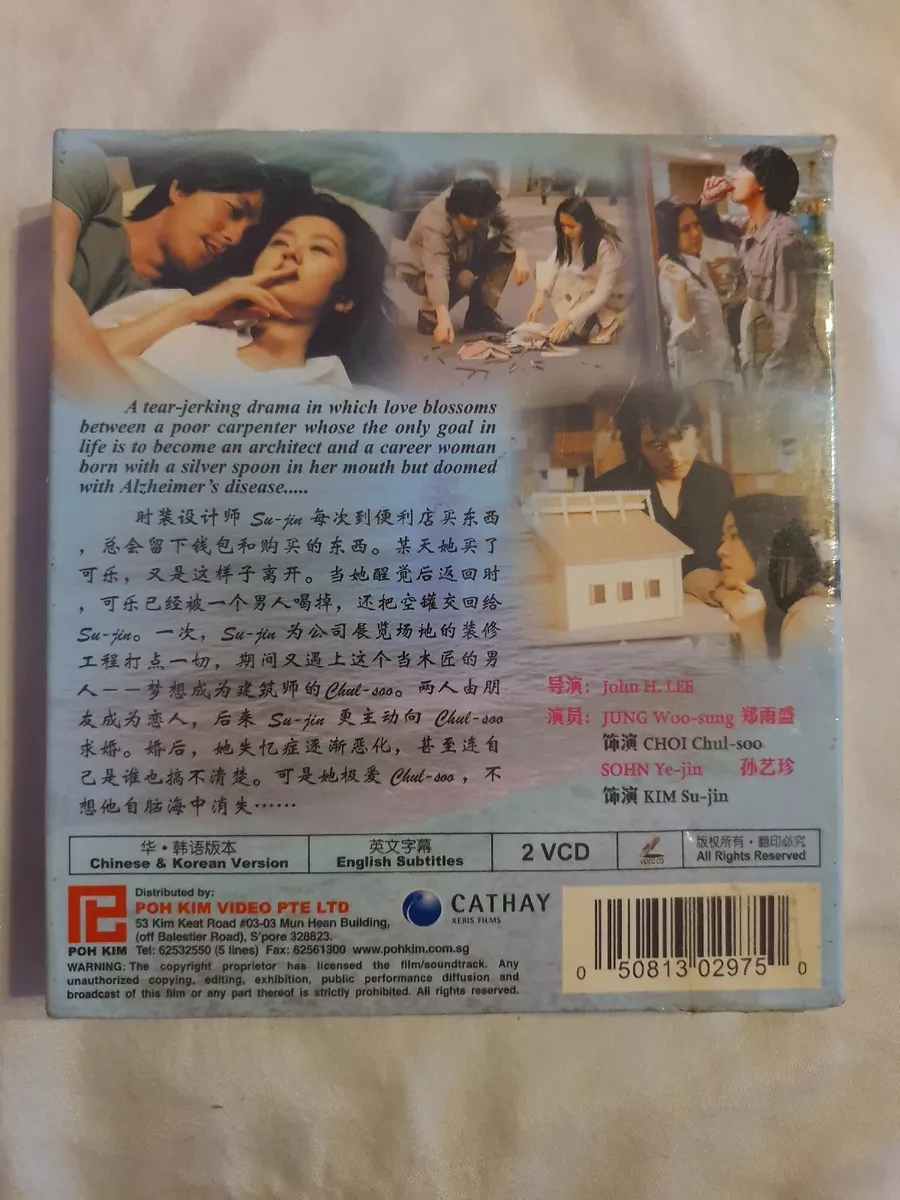 A tear-jerking drama in which love blossoms
between a poor carpenter whose the only goal in
life is to become an architect and a career woman
born with a silver spoon in her mouth but doomed
with Alzheimer's disease.....
时装设计师 Su-jin 每次到便利店买东西
，总会留下钱包和购买的东西。某天她买了
可乐，又是这样子离开。当她醒觉后返回时
，可乐已经被一个男人喝掉，还把空罐交回给
Su-jin。一次，Su-jin 为公司展览场地的装修
工程打点一切，期间又遇上这个当木匠的男
人——梦想成为建筑师的Chul-soo。两人由朋
友成为恋人，后来 Su-jin 更主动向 Chul-soo
求婚。婚后，她失忆症逐渐恶化，甚至连自
己是谁也搞不清楚。可是她极爱 Chul-soo，不
想他自脑海中消失……
导演：John H. LEE
演员：JUNG Woo-sung 郑雨盛
饰演 CHOI Chul-soo
SOHN Ye-jin 孙艺珍
饰演 KIM Su-jin
华·韩语版本
Chinese & Korean Version
英文字幕
English Subtitles
2 VCD
VIDEO CD
版权所有·翻印必究
All Rights Reserved
POH KIM
Distributed by:
POH KIM VIDEO PTE LTD
53 Kim Keat Road #03-03 Mun Hean Building,
(off Balestier Road), S'pore 328823.
Tel: 62532550 (5 lines) Fax: 62561300 www.pohkim.com.sg
WARNING: The copyright proprietor has licensed the film/soundtrack. Any
unauthorized copying, editing, exhibition, public performance diffusion and
broadcast of this film or any part thereof is strictly prohibited. All rights reserved.
CATHAY
KERIS FILMS
0 50813 02975 0